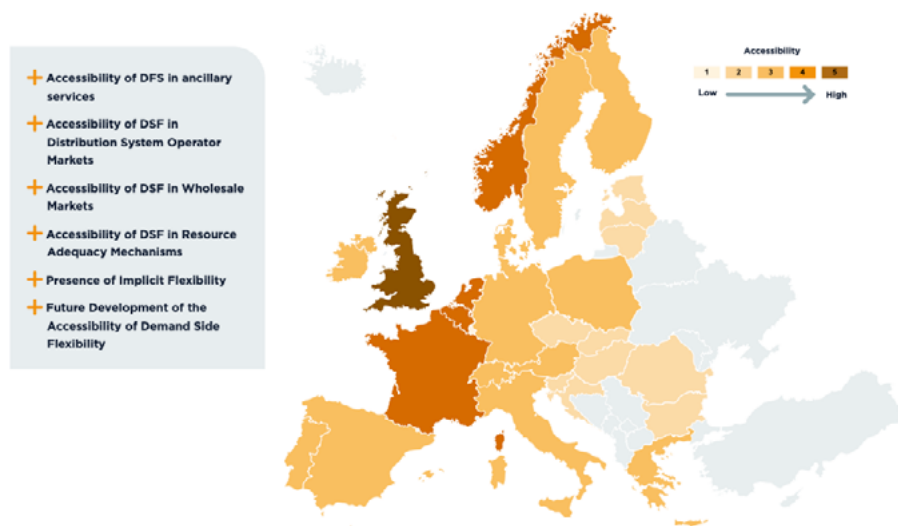 Accessibility of DFS in ancillary
services
Accessibility of DSF in
Distribution System Operator
Markets
Accessibility of DSF in Wholesale
Markets
Accessibility of DSF in Resource
Adequacy Mechanisms
Presence of Implicit Flexibility
Future Development of the
Accessibility of Demand Side
Flexibility
Accessibility
1 2 3 4 5
Low High